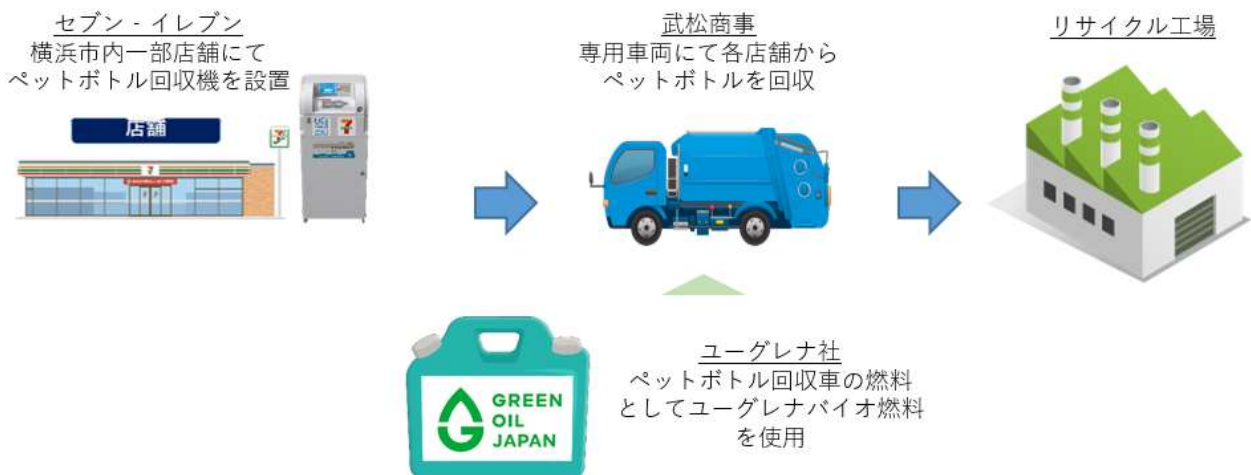 セブン‐イレブン
横浜市内一部店舗にて
ペットボトル回収機を設置
店舗
武松商事
専用車両にて各店舗から
ペットボトルを回収
リサイクル工場
GREEN
OIL
JAPAN
ユーグレナ社
ペットボトル回収車の燃料
としてユーグレナバイオ燃料
を使用